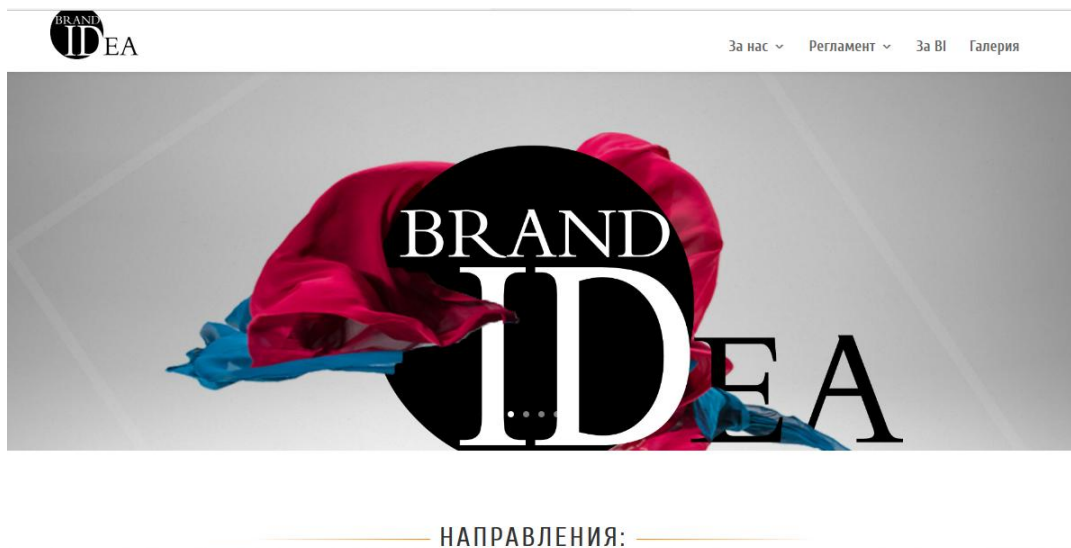 BRAND
IDEA
За нас
Регламент
За BI
Галерия
BRAND
IDEA
НАПРАВЛЕНИЯ: